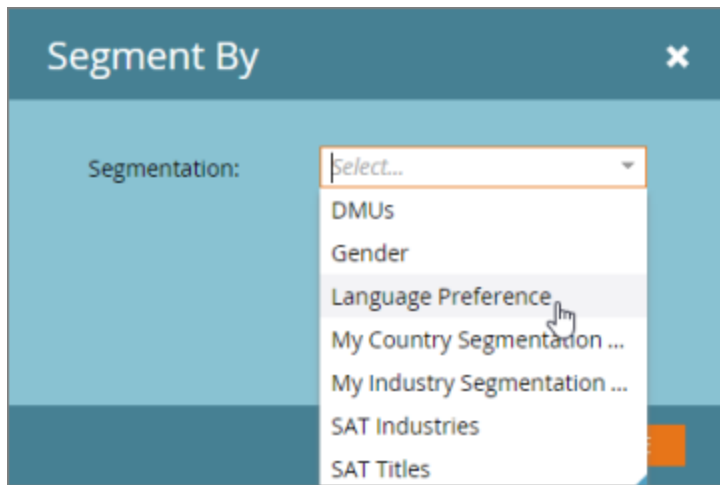 Segment By
Segmentation:
Select...
DMUs
Gender
Language Preference
My Country Segmentation ...
My Industry Segmentation ...
SAT Industries
SAT Titles